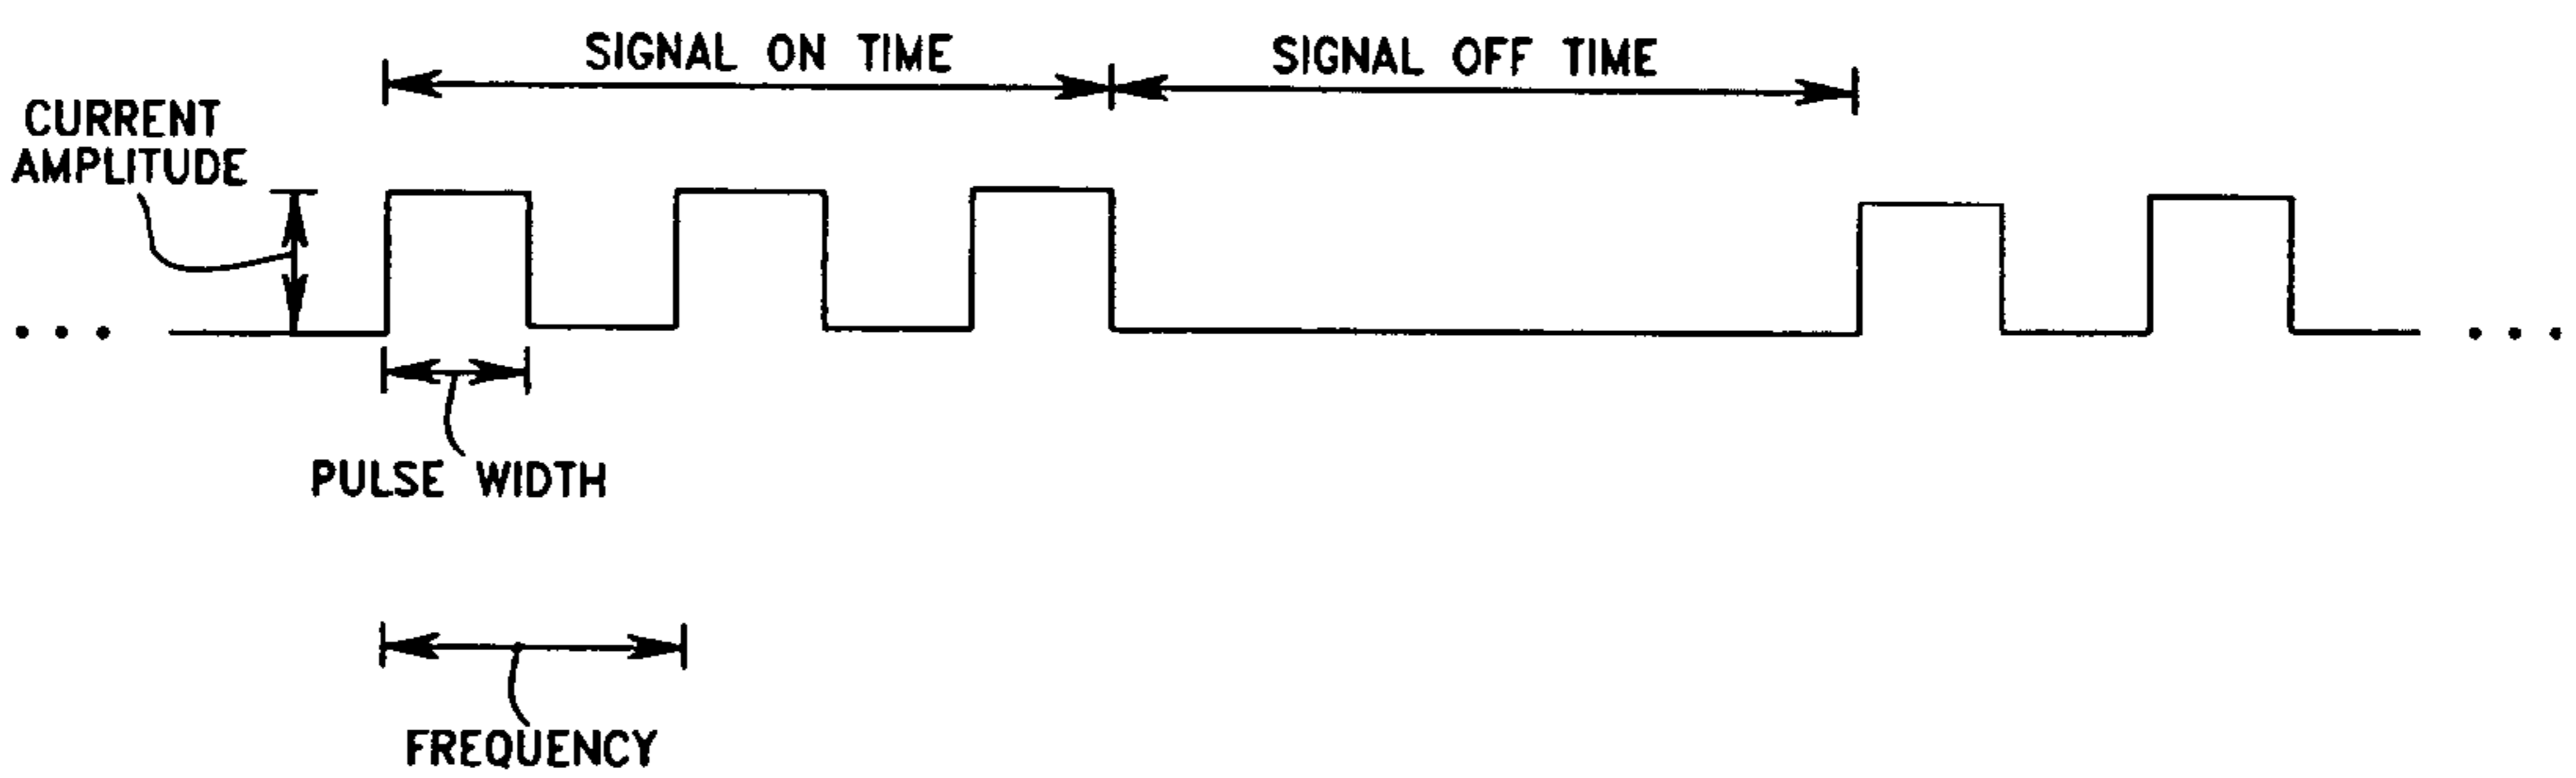 SIGNAL ON TIME
SIGNAL OFF TIME
CURRENT
AMPLITUDE
PULSE WIDTH
FREQUENCY